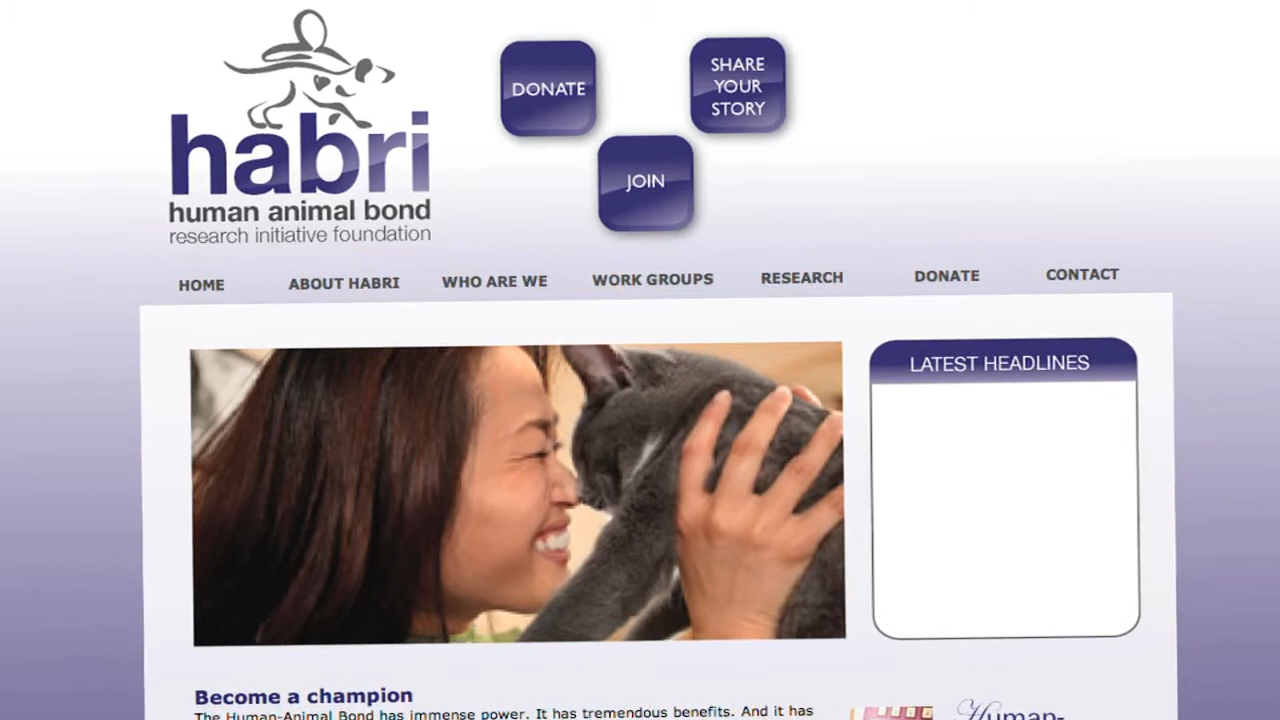 DONATE
SHARE
YOUR
STORY
JOIN
habri
human animal bond
research initiative foundation
HOME ABOUT HABRI WHO ARE WE WORK GROUPS RESEARCH DONATE CONTACT
LATEST HEADLINES
Become a champion
The Human-Animal Bond has immense power. It has tremendous benefits. And it has
Human-